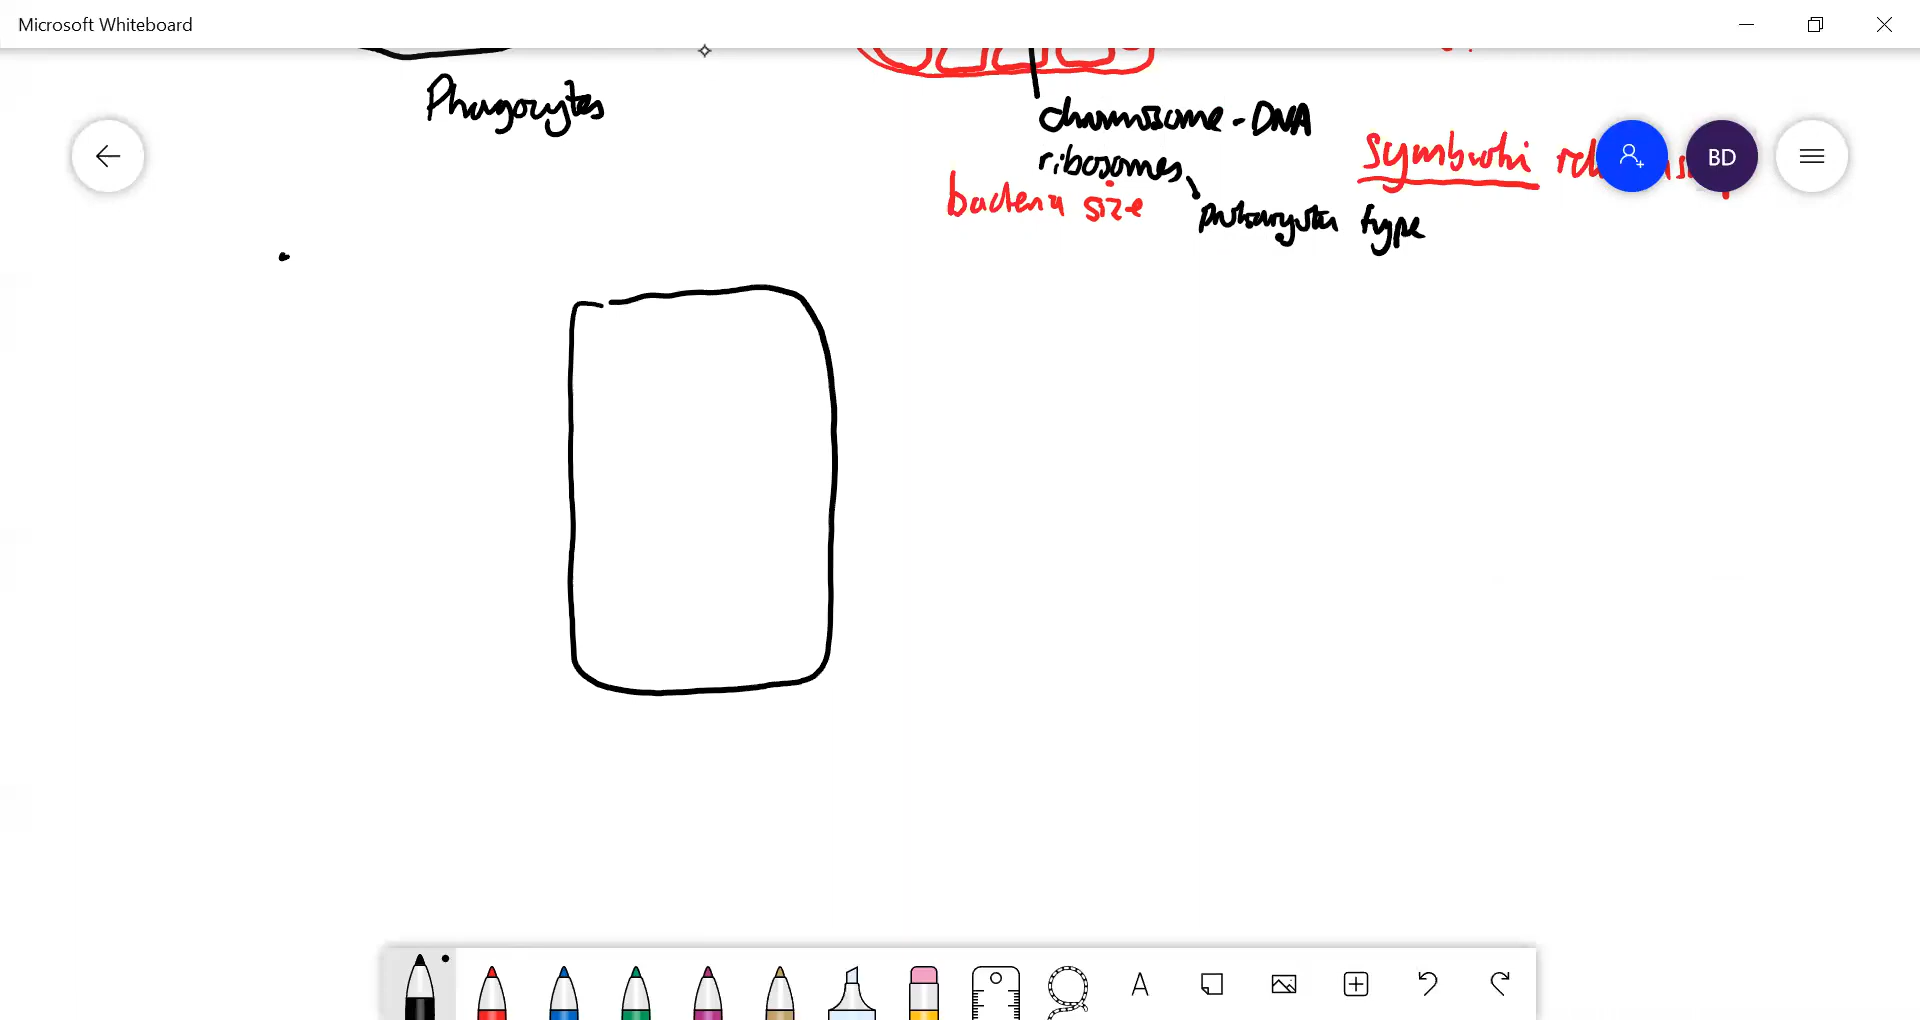 Microsoft Whiteboard
Phagocytes
chromosome - DNA
ribosomes
bacteria size
prokaryotic type
symbiotic
BD
A